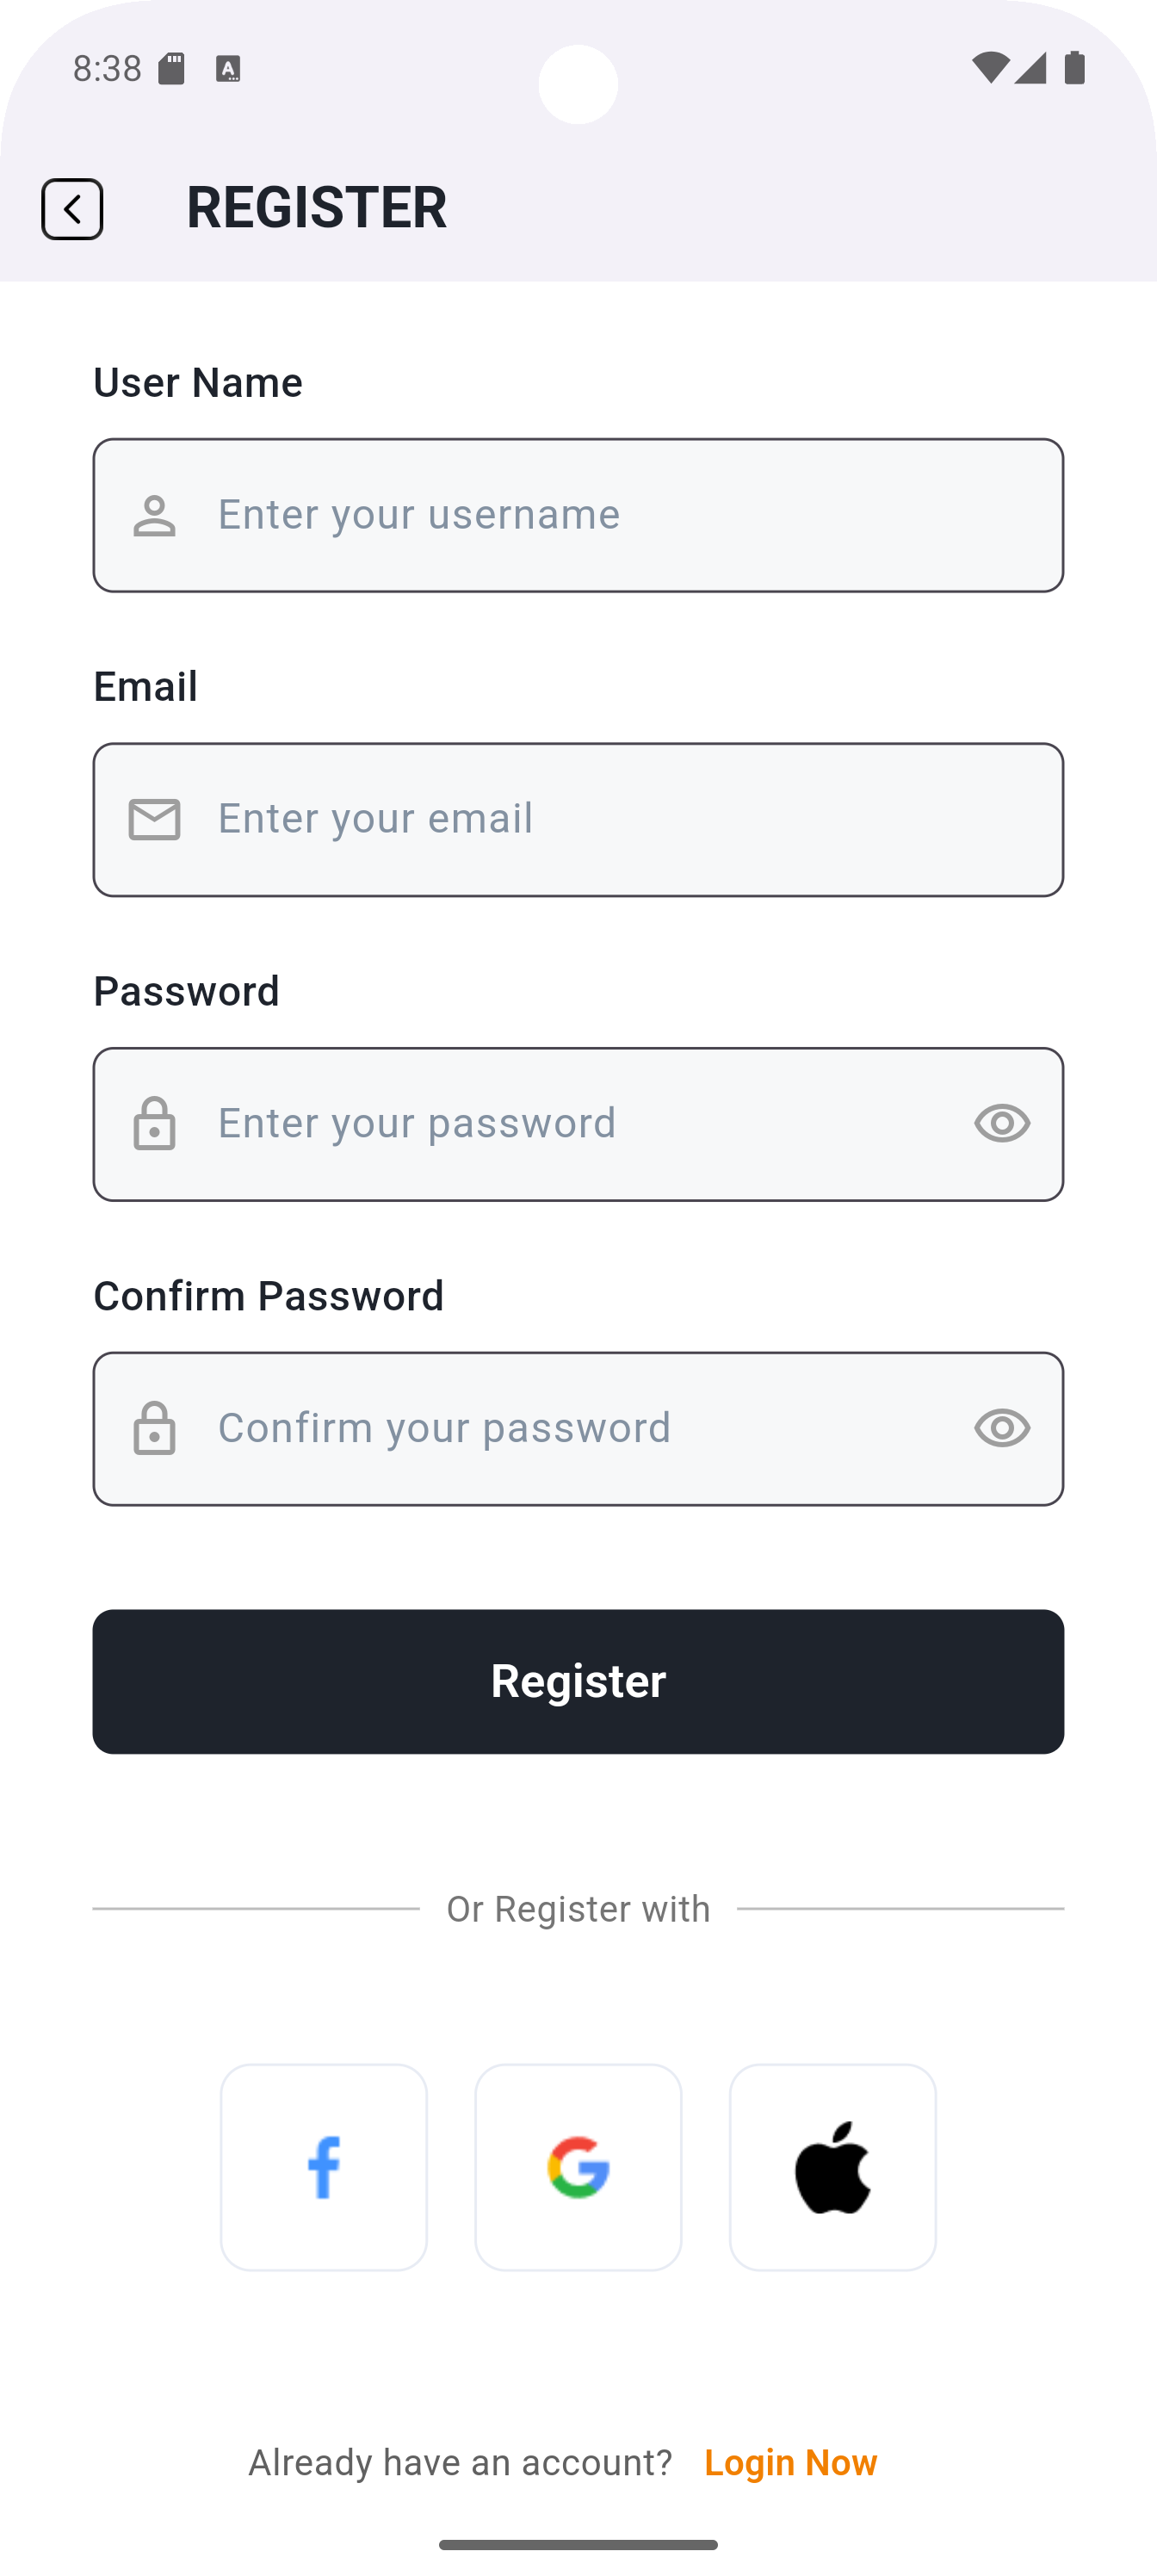 8:38
REGISTER
User Name
Enter your username
Email
Enter your email
Password
Enter your password
Confirm Password
Confirm your password
Register
Or Register with
Already have an account? Login Now